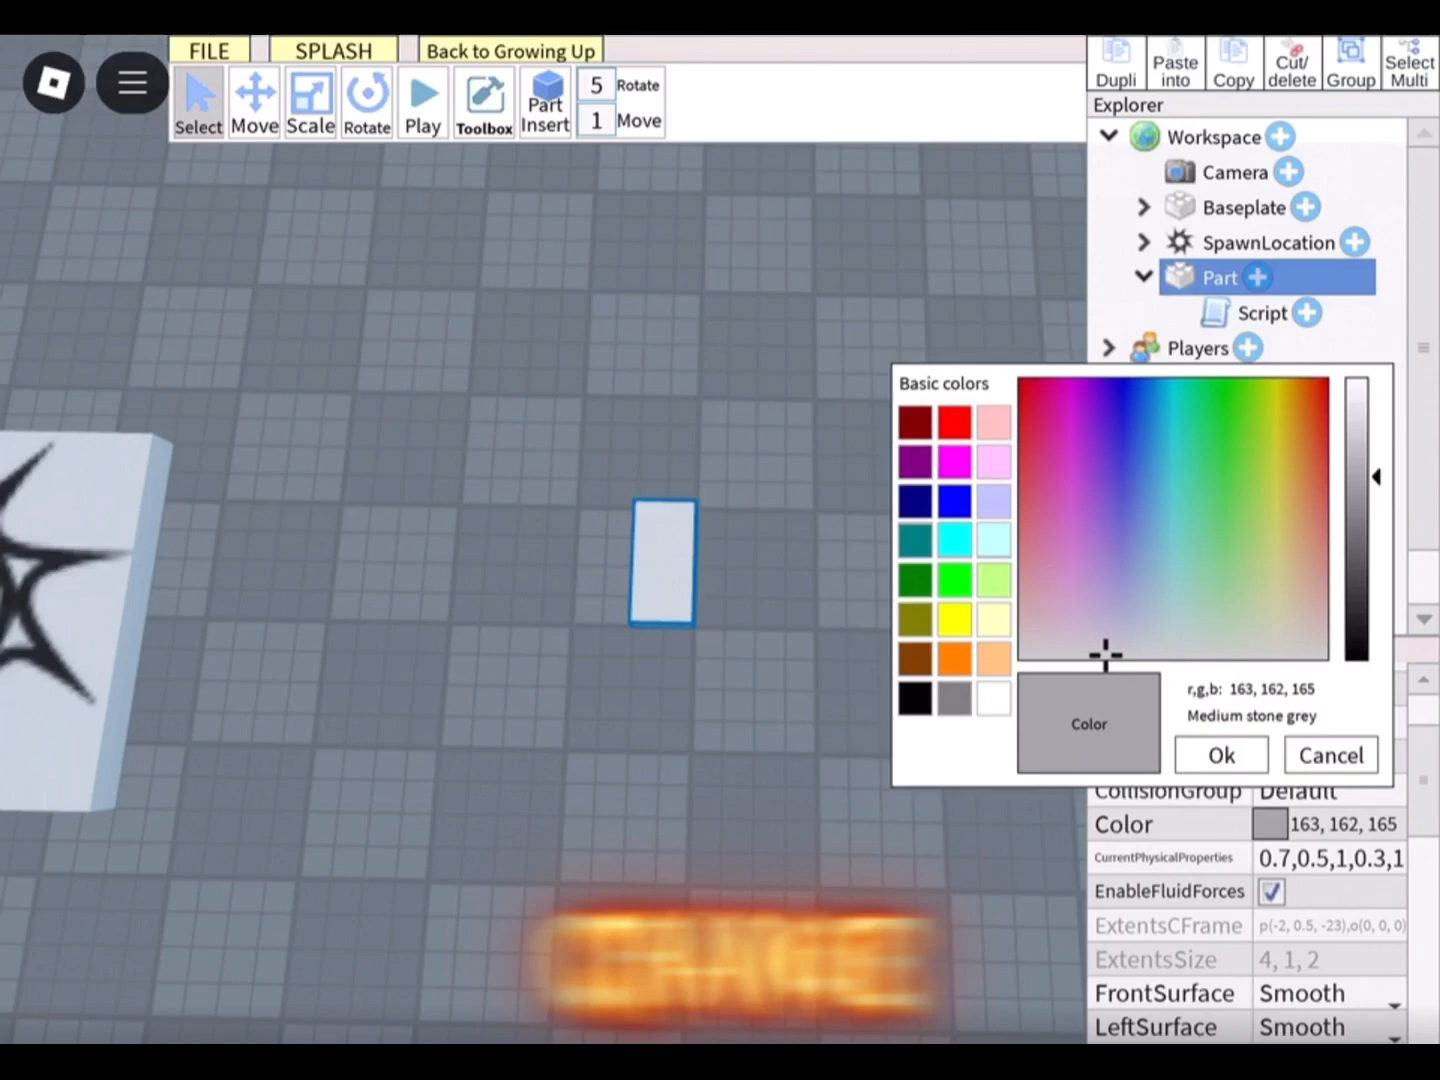 FILE
SPLASH
Back to Growing Up
Select
Move
Scale
Rotate
Play
Toolbox
Part
Insert
5 Rotate
1 Move
Dupli
Paste
into
Copy
Cut/
delete
Group
Select
Multi
Explorer
Workspace
Camera
Baseplate
SpawnLocation
Part
Script
Players
Basic colors
r,g,b: 163, 162, 165
Medium stone grey
Color
Ok
Cancel
CollisionGroup Default
Color 163, 162, 165
CurrentPhysicalProperties 0.7,0.5,1,0.3,1
EnableFluidForces
ExtentsCFrame p(-2, 0.5, -23),o(0, 0, 0)
ExtentsSize 4, 1, 2
FrontSurface Smooth
LeftSurface Smooth